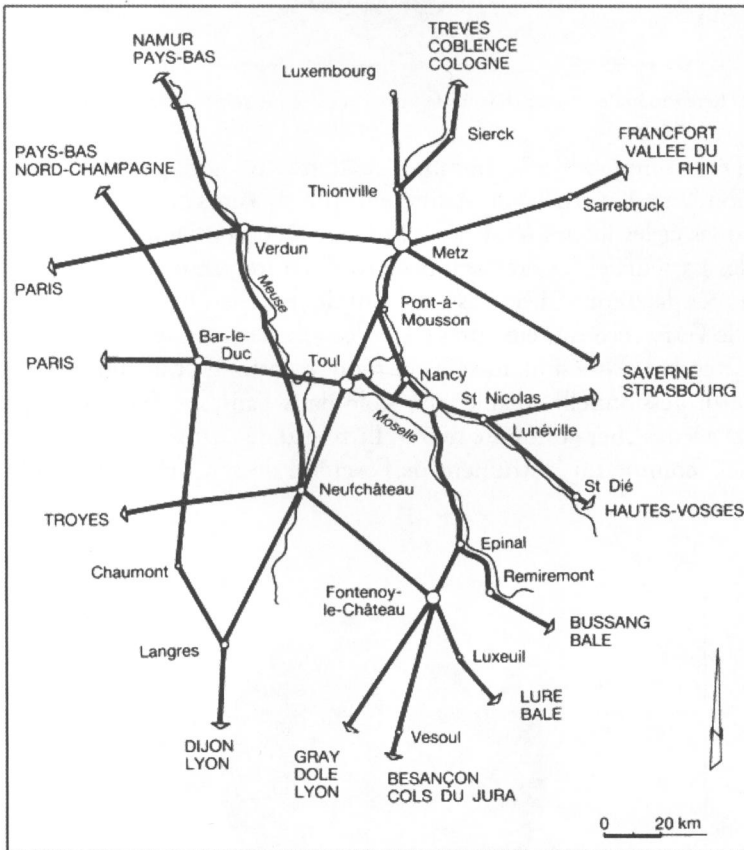 NAMUR
PAYS-BAS
TREVES
COBLENCE
COLOGNE
Luxembourg
Sierck
FRANCFORT
VALLEE DU
RHIN
PAYS-BAS
NORD-CHAMPAGNE
Thionville
Sarrebruck
Verdun
Metz
PARIS
Meuse
Pont-à-
Mousson
Bar-le-
Duc
Toul
PARIS
Nancy
SAVERNE
STRASBOURG
St Nicolas
Moselle
Lunéville
St Dié
HAUTES-VOSGES
Neufchâteau
TROYES
Epinal
Chaumont
Remiremont
Fontenoy-
le-Château
BUSSANG
BALE
Langres
Luxeuil
LURE
BALE
Vesoul
DIJON
LYON
GRAY
DOLE
LYON
BESANÇON
COLS DU JURA
0 20 km